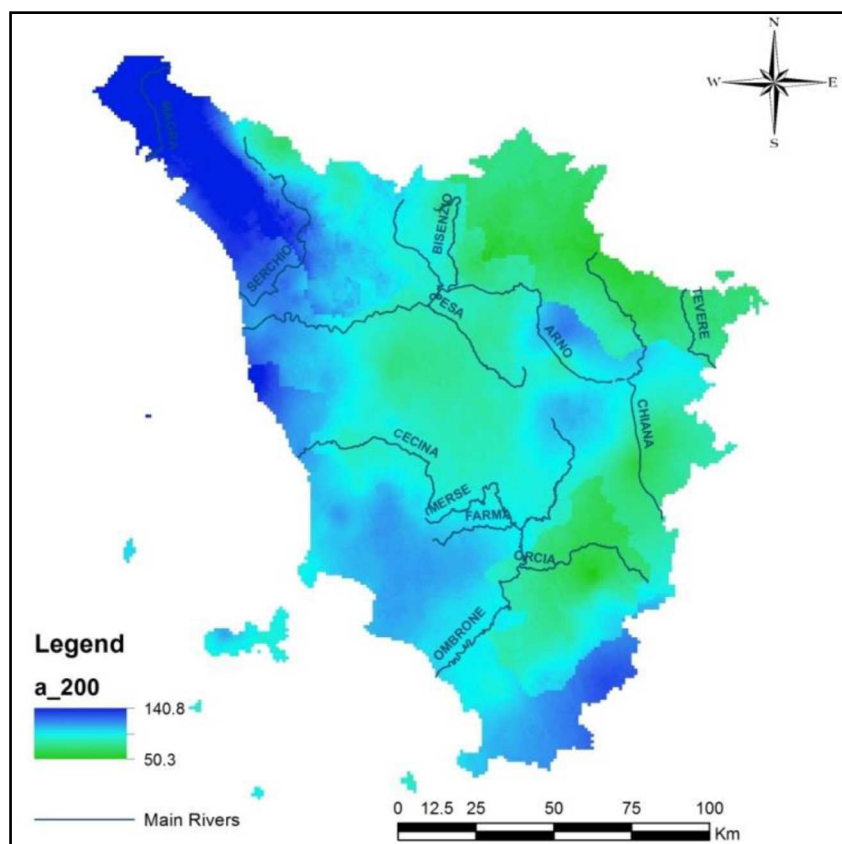 N
W E
S
MAGRA
BISENZIO
SERCHIO
TEVERE
PESA
ARNO
CHIANA
CECINA
MERSE
FARMA
ORCIA
OMBRONE
Legend
a_200
140.8
50.3
Main Rivers
0 12.5 25 50 75 100
Km